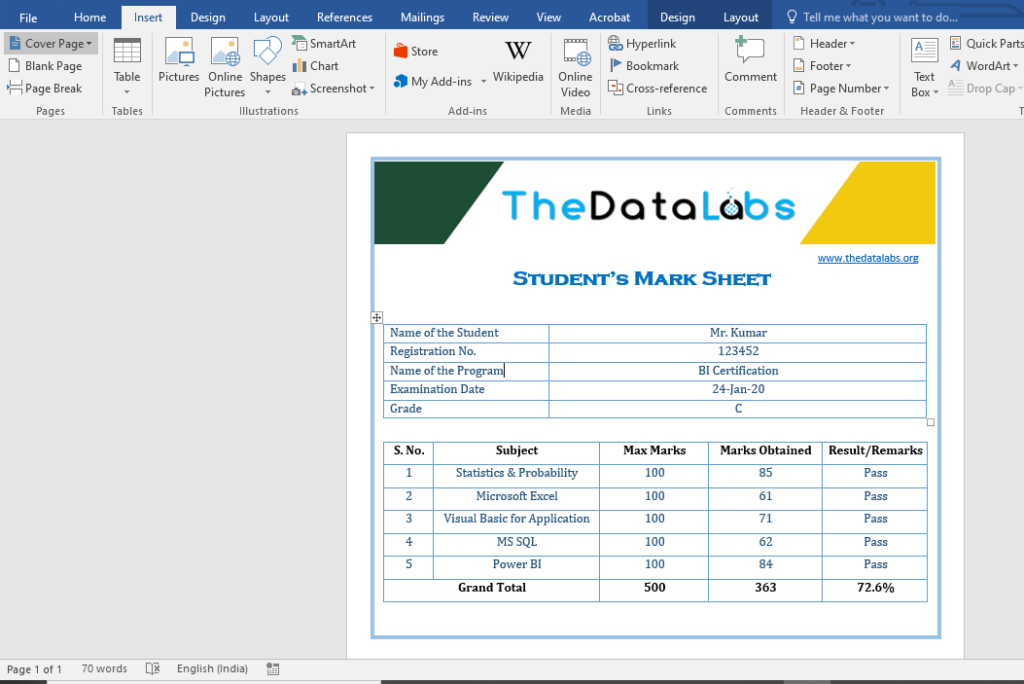 File Home Insert Design Layout References Mailings Review View Acrobat Design Layout Tell me what you want to do...
Cover Page
Blank Page
Page Break
Pages
Table
Tables
Pictures
Online Pictures
Shapes
SmartArt
Chart
Screenshot
Illustrations
Store
My Add-ins
W
Wikipedia
Add-ins
Online Video
Media
Hyperlink
Bookmark
Cross-reference
Links
Comment
Comments
Header
Footer
Page Number
Header & Footer
Text Box
Quick Parts
WordArt
Drop Cap
TheDataLabs
www.thedatalabs.org
Student's Mark Sheet
Name of the Student Mr. Kumar
Registration No. 123452
Name of the Program BI Certification
Examination Date 24-Jan-20
Grade C
S. No. Subject Max Marks Marks Obtained Result/Remarks
1 Statistics & Probability 100 85 Pass
2 Microsoft Excel 100 61 Pass
3 Visual Basic for Application 100 71 Pass
4 MS SQL 100 62 Pass
5 Power BI 100 84 Pass
Grand Total 500 363 72.6%
Page 1 of 1 70 words English (India)